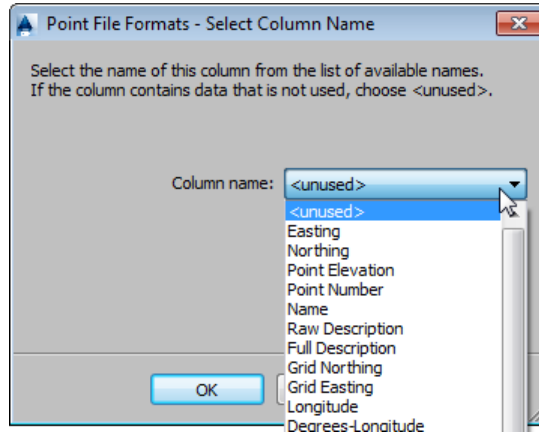 Point File Formats - Select Column Name
Select the name of this column from the list of available names.
If the column contains data that is not used, choose <unused>.
Column name: <unused>
<unused>
Easting
Northing
Point Elevation
Point Number
Name
Raw Description
Full Description
Grid Northing
Grid Easting
OK
Longitude
Degrees-Longitude